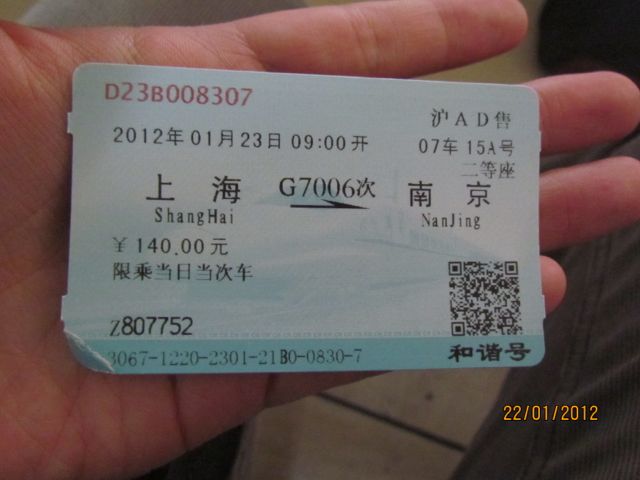 D23B008307
沪AD售
2012年01月23日09:00开
07车15A号
二等座
上海
G7006次
南京
ShangHai
NanJing
￥140.00元
限乘当日当次车
Z807752
3067-1220-2301-21B0-0830-7
和谐号
22/01/2012